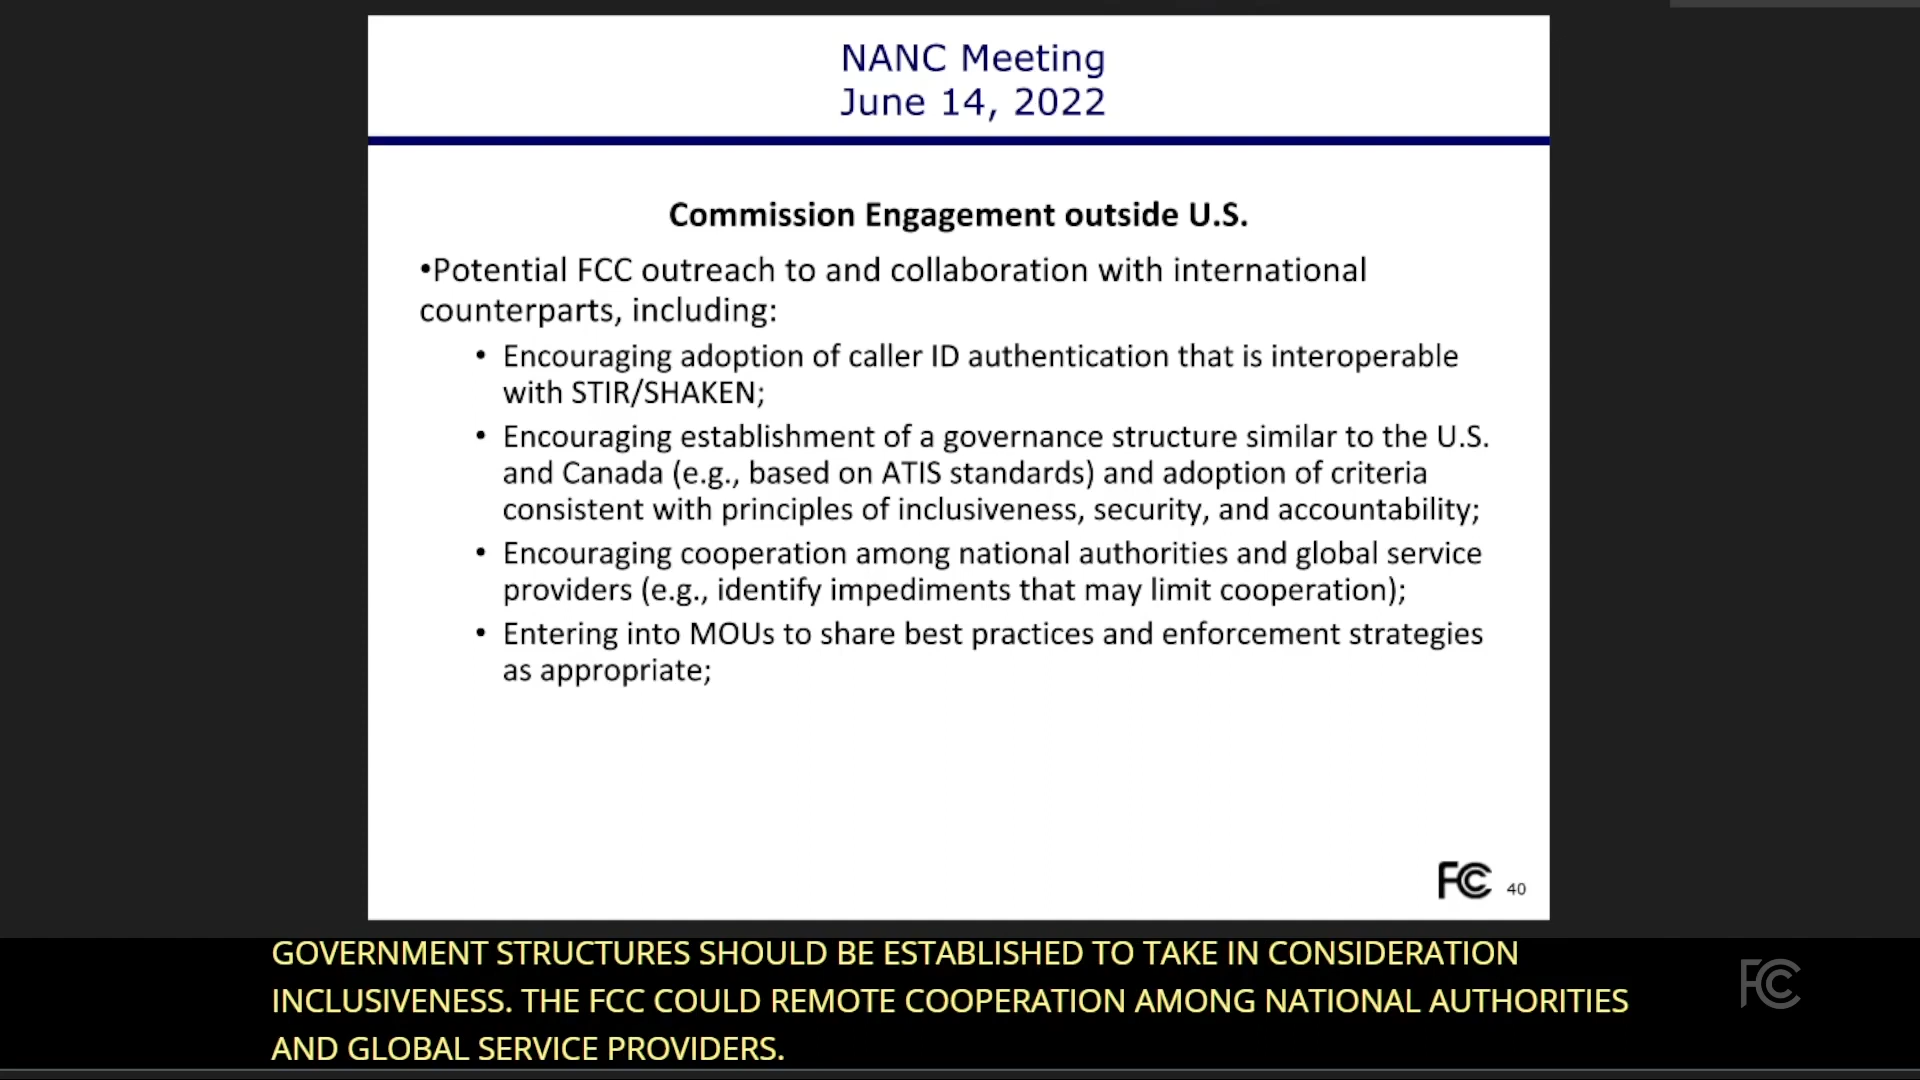 NANC Meeting
June 14, 2022
Commission Engagement outside U.S.
•Potential FCC outreach to and collaboration with international
counterparts, including:
• Encouraging adoption of caller ID authentication that is interoperable
with STIR/SHAKEN;
• Encouraging establishment of a governance structure similar to the U.S.
and Canada (e.g., based on ATIS standards) and adoption of criteria
consistent with principles of inclusiveness, security, and accountability;
• Encouraging cooperation among national authorities and global service
providers (e.g., identify impediments that may limit cooperation);
• Entering into MOUs to share best practices and enforcement strategies
as appropriate;
FCC 40
GOVERNMENT STRUCTURES SHOULD BE ESTABLISHED TO TAKE IN CONSIDERATION
INCLUSIVENESS. THE FCC COULD REMOTE COOPERATION AMONG NATIONAL AUTHORITIES
AND GLOBAL SERVICE PROVIDERS.
FCC